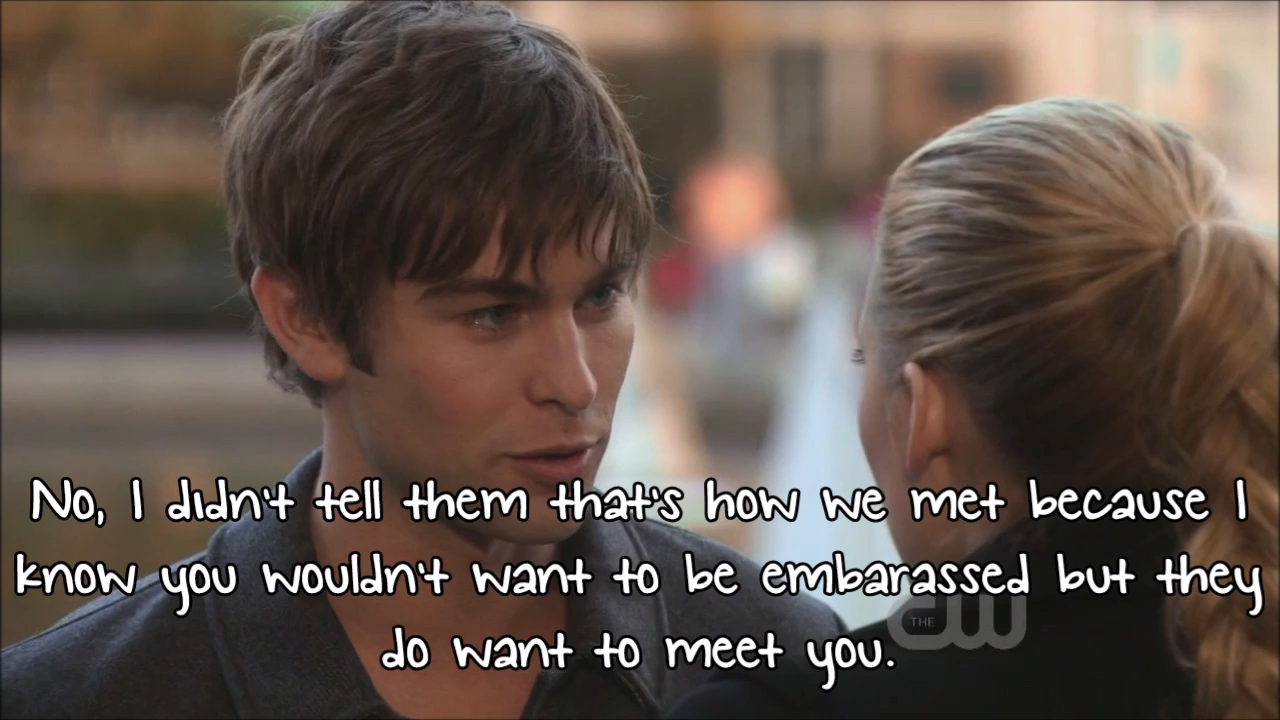 No, I didn't tell them that's how we met because I
know you wouldn't want to be embarassed but they
do want to meet you.
THE CW